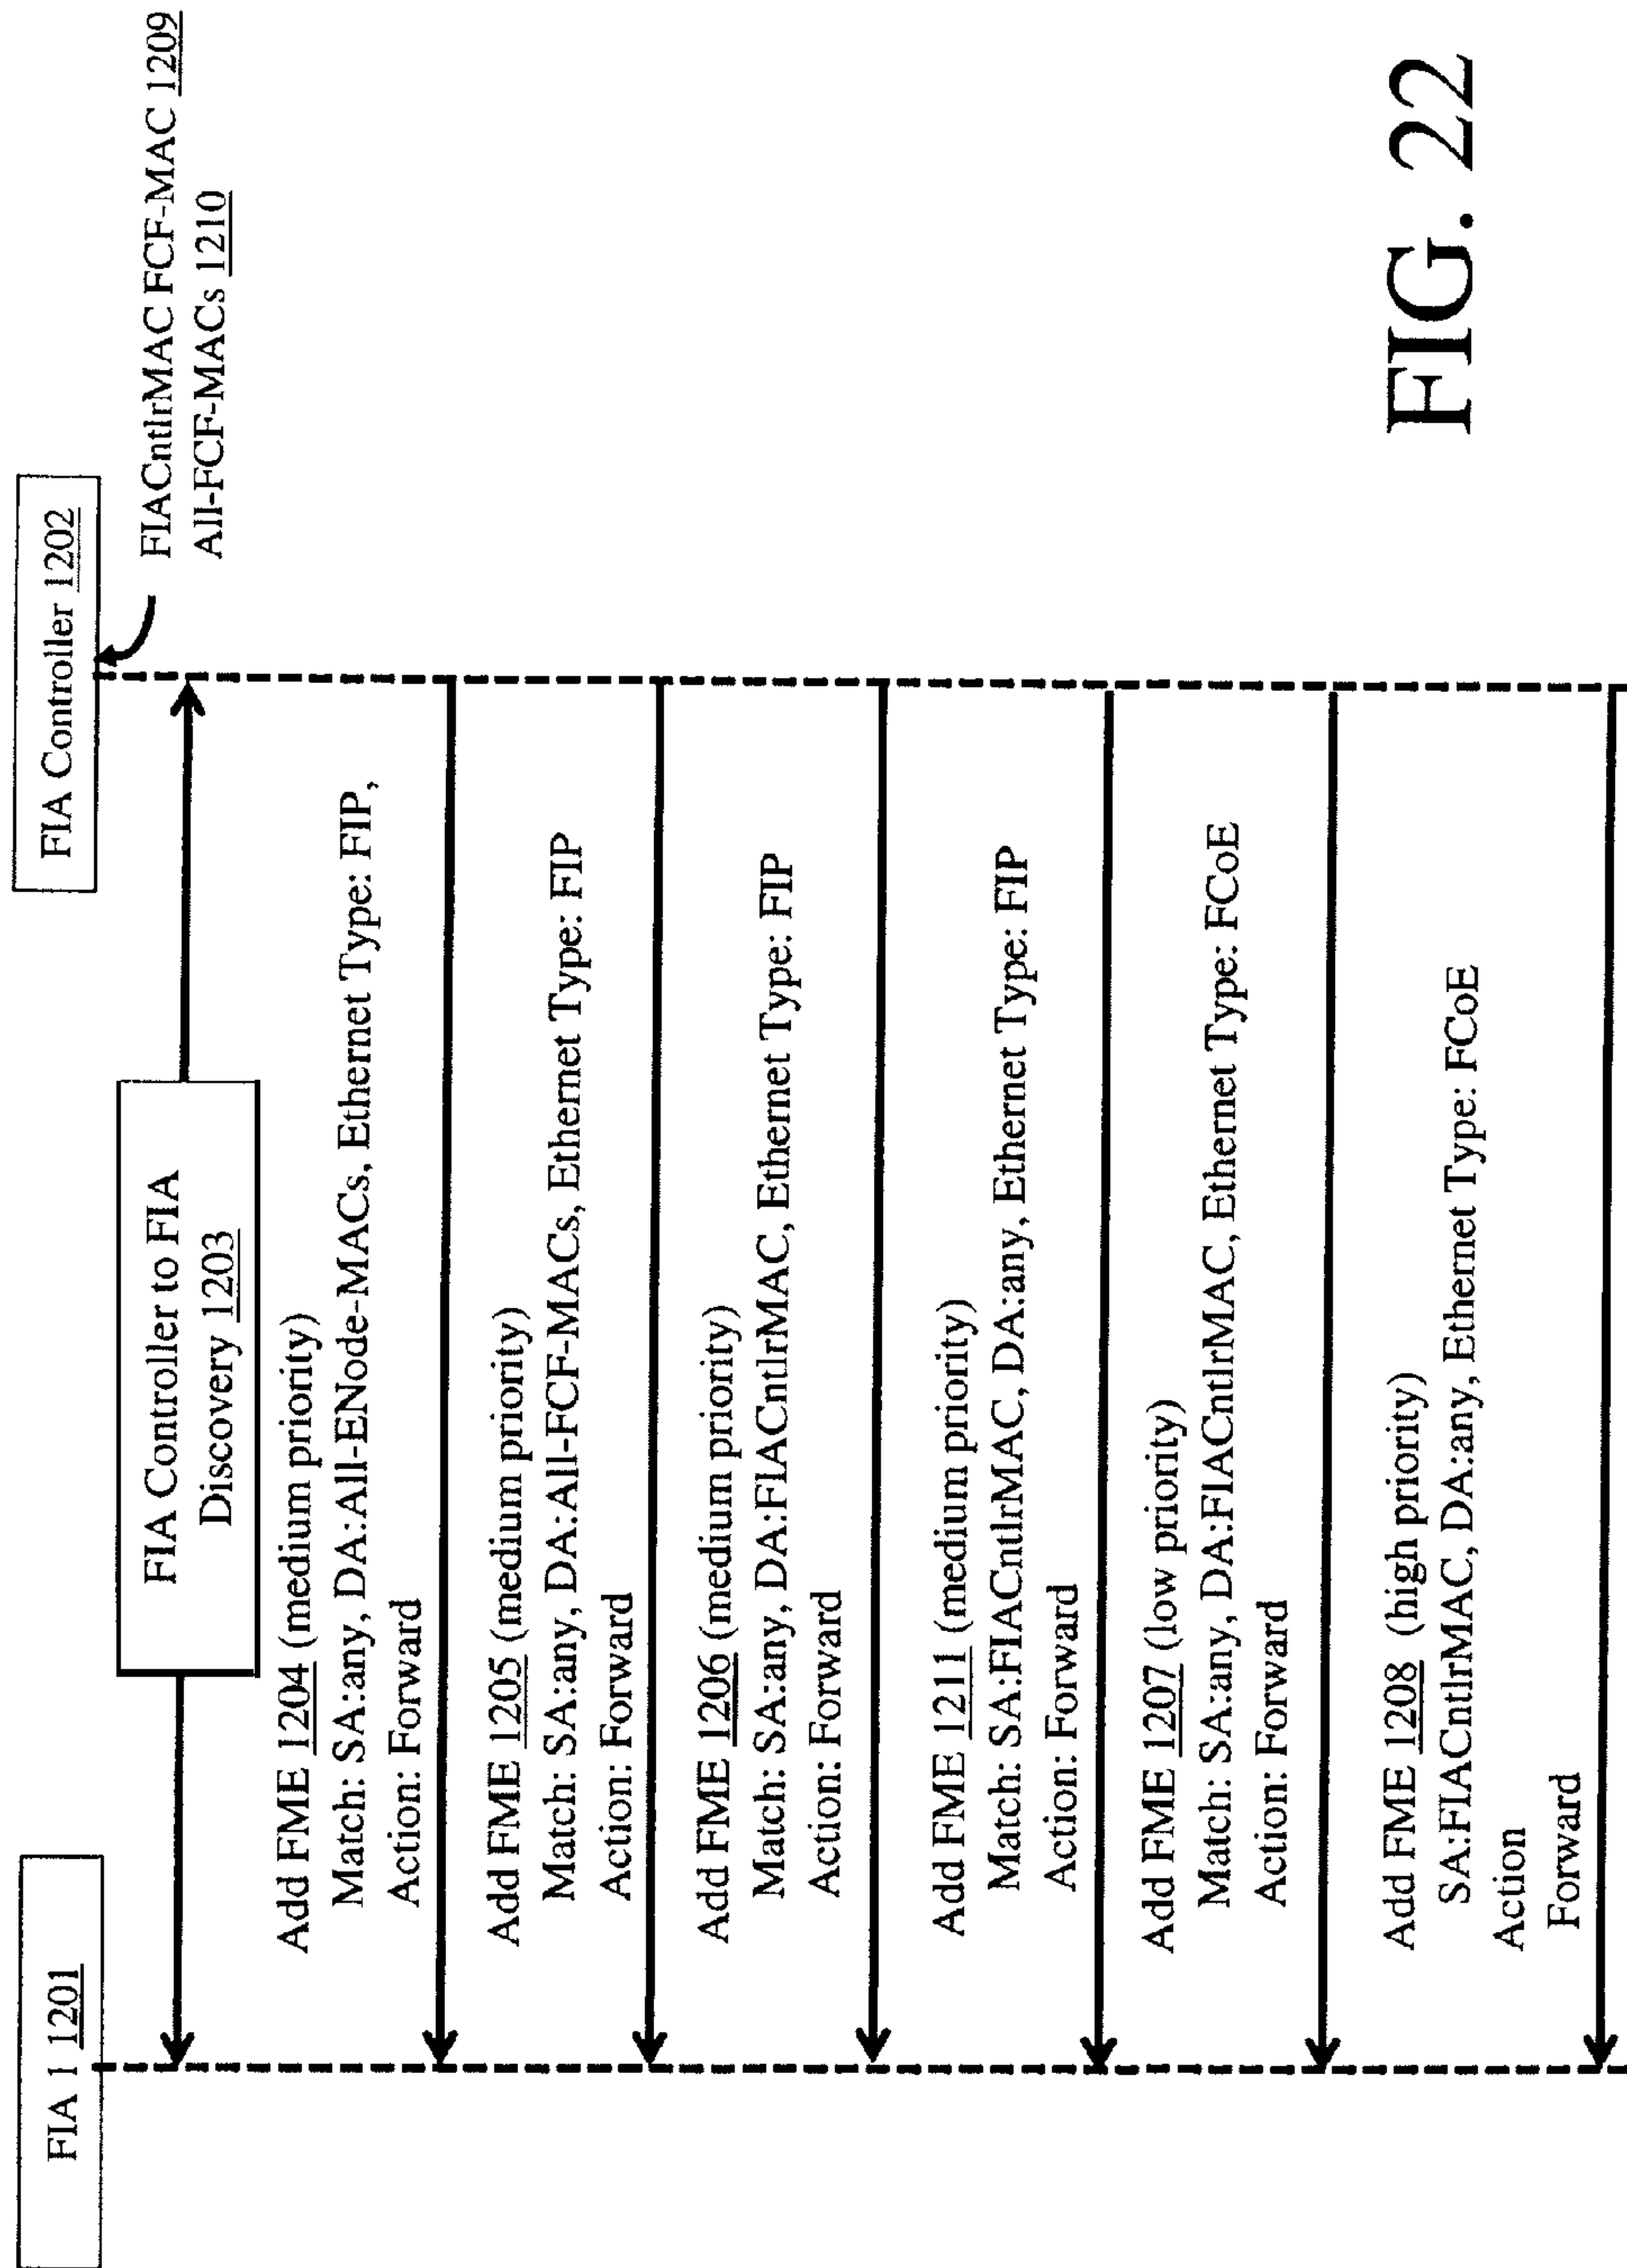 FIA 1 1201
FIA Controller 1202
FIACntlrMAC FCF-MAC 1209
All-FCF-MACs 1210
FIA Controller to FIA
Discovery 1203
Add FME 1204 (medium priority)
Match: SA:any, DA:All-ENode-MACs, Ethernet Type: FIP,
Action: Forward
Add FME 1205 (medium priority)
Match: SA:any, DA:All-FCF-MACs, Ethernet Type: FIP
Action: Forward
Add FME 1206 (medium priority)
Match: SA:any, DA:FIACntlrMAC, Ethernet Type: FIP
Action: Forward
Add FME 1211 (medium priority)
Match: SA:FIACntlrMAC, DA:any, Ethernet Type: FIP
Action: Forward
Add FME 1207 (low priority)
Match: SA:any, DA:FIACntlrMAC, Ethernet Type: FCoE
Action: Forward
Add FME 1208 (high priority)
SA:FIACntlrMAC, DA:any, Ethernet Type: FCoE
Action
Forward
FIG. 22